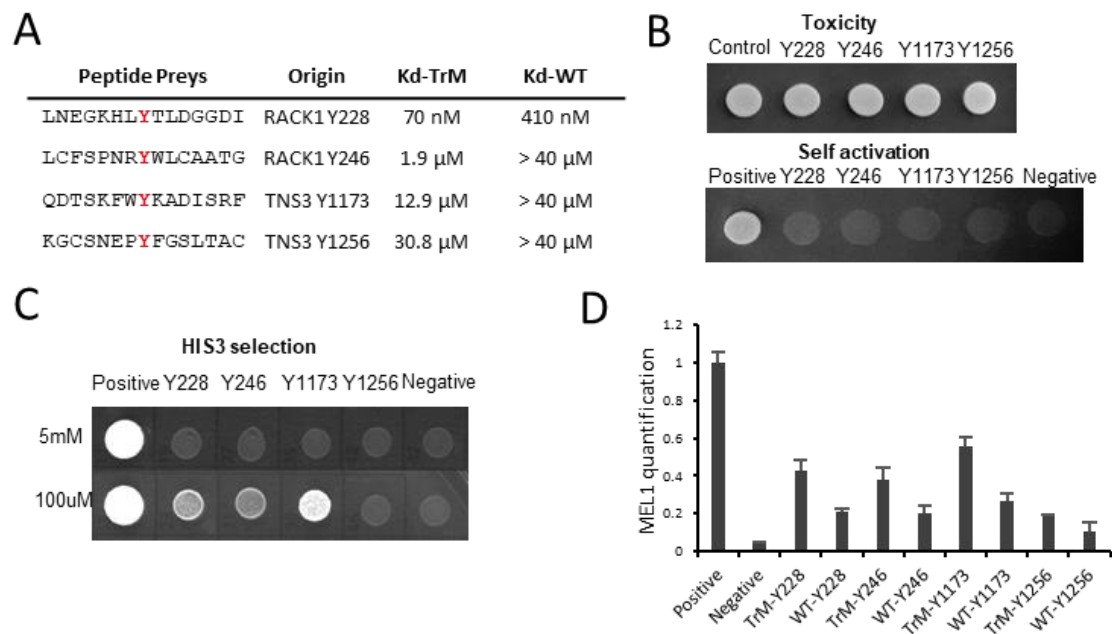 A
Peptide Preys Origin Kd-TrM Kd-WT
LNEGKHLYTLDGGDI RACK1 Y228 70 nM 410 nM
LCFSPNRYWLCAATG RACK1 Y246 1.9 µM > 40 µM
QDTSKFWYKADISRF TNS3 Y1173 12.9 µM > 40 µM
KGCSNEPYFGSLTAC TNS3 Y1256 30.8 µM > 40 µM
B
Toxicity
Control Y228 Y246 Y1173 Y1256
Self activation
Positive Y228 Y246 Y1173 Y1256 Negative
C
HIS3 selection
Positive Y228 Y246 Y1173 Y1256 Negative
5mM
100uM
D
MEL1 quantification
1.2
1
0.8
0.6
0.4
0.2
0
Positive
Negative
TrM-Y228
WT-Y228
TrM-Y246
WT-Y246
TrM-Y1173
WT-Y1173
TrM-Y1256
WT-Y1256